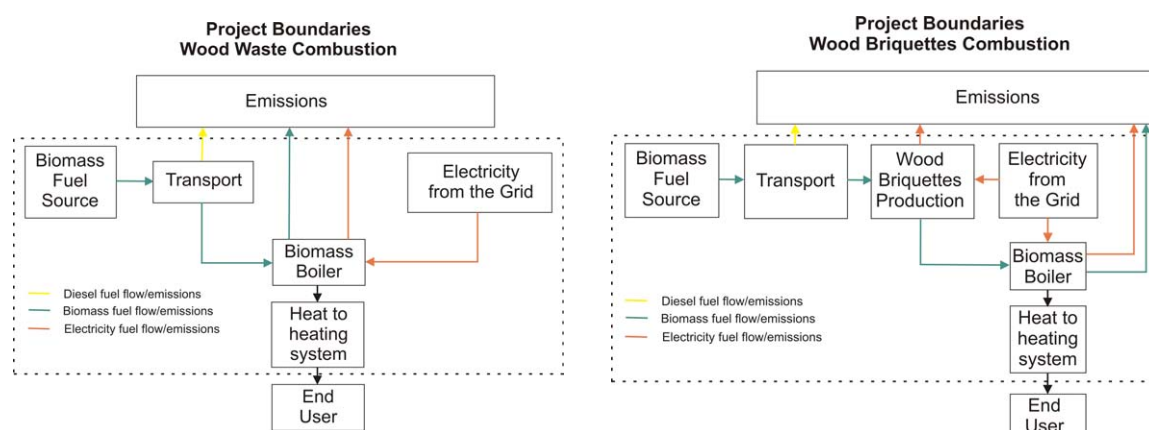 Project Boundaries
Wood Waste Combustion
Emissions
Biomass
Fuel
Source
Transport
Electricity
from the Grid
Biomass
Boiler
Diesel fuel flow/emissions
Biomass fuel flow/emissions
Electricity fuel flow/emissions
Heat to
heating
system
End
User
Project Boundaries
Wood Briquettes Combustion
Emissions
Biomass
Fuel
Source
Transport
Wood
Briquettes
Production
Electricity
from
the Grid
Biomass
Boiler
Diesel fuel flow/emissions
Biomass fuel flow/emissions
Electricity fuel flow/emissions
Heat to
heating
system
End
User